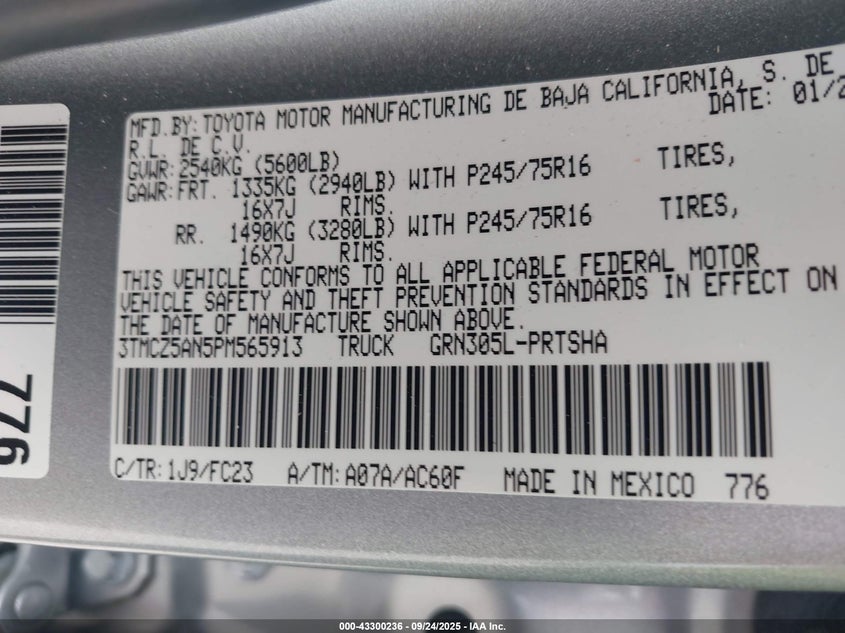 MFD.BY:TOYOTA MOTOR MANUFACTURING DE BAJA CALIFORNIA, S. DE
R.L. DE C.V. DATE: 01/2
GVWR:2540KG (5600LB)
GAWR:FRT. 1335KG (2940LB) WITH P245/75R16 TIRES,
16X7J RIMS.
RR. 1490KG (3280LB) WITH P245/75R16 TIRES,
16X7J RIMS.
THIS VEHICLE CONFORMS TO ALL APPLICABLE FEDERAL MOTOR
VEHICLE SAFETY AND THEFT PREVENTION STANDARDS IN EFFECT ON
THE DATE OF MANUFACTURE SHOWN ABOVE.
3TMCZ5AN5PM565913 TRUCK GRN305L-PRTSHA
C/TR:1J9/FC23 A/TM:A07A/AC60F MADE IN MEXICO 776
776
000-43300236 - 09/24/2025 - IAA Inc.